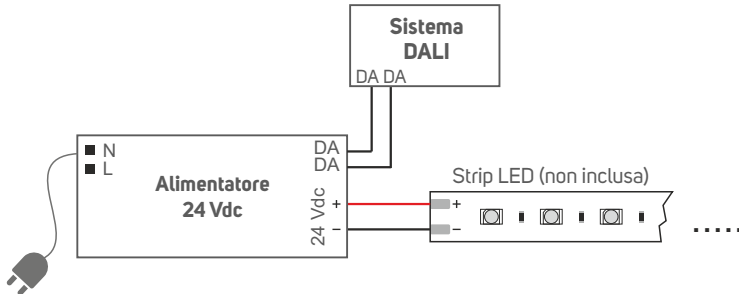 Sistema
DALI
DA DA
N
L
Alimentatore
24 Vdc
DA
DA
24 Vdc
+
–
Strip LED (non inclusa)
+
–